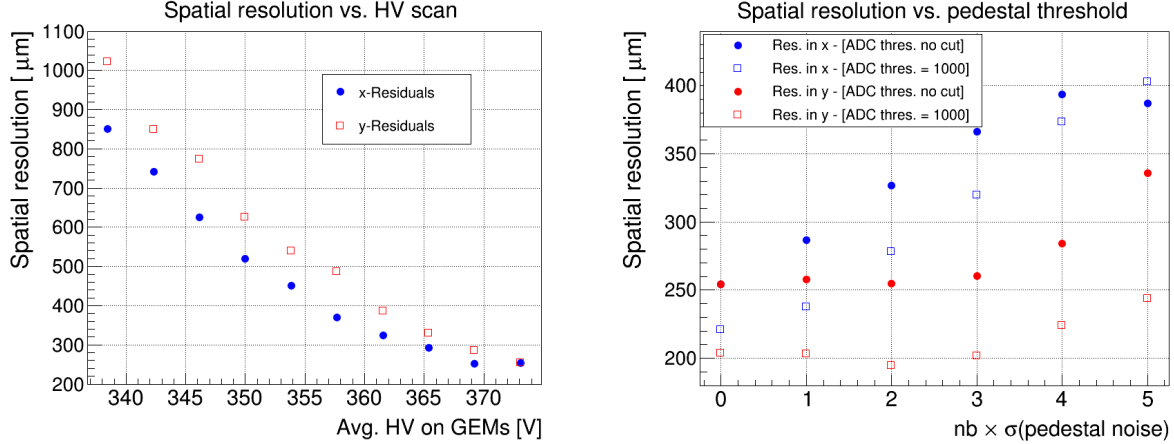 Spatial resolution vs. HV scan
Spatial resolution [ μm]
1100
1000
900
800
700
600
500
400
300
200
x-Residuals
y-Residuals
340 345 350 355 360 365 370
Avg. HV on GEMs [V]
Spatial resolution vs. pedestal threshold
Spatial resolution [ μm]
400
350
300
250
200
Res. in x - [ADC thres. no cut]
Res. in x - [ADC thres. = 1000]
Res. in y - [ADC thres. no cut]
Res. in y - [ADC thres. = 1000]
0 1 2 3 4 5
nb × σ(pedestal noise)